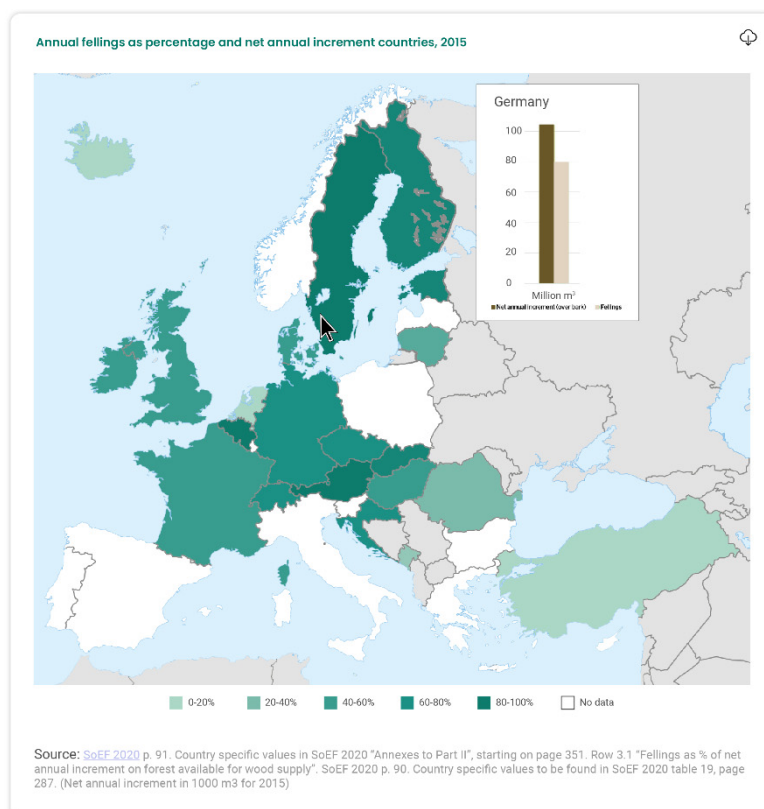 Annual fellings as percentage and net annual increment countries, 2015
Germany
100
80
60
40
20
0
Million m³
Net annual increment (over bark) Fellings
0-20% 20-40% 40-60% 60-80% 80-100% No data
Source: SoEF 2020 p. 91. Country specific values in SoEF 2020 "Annexes to Part II", starting on page 351. Row 3.1 "Fellings as % of net
annual increment on forest available for wood supply". SoEF 2020 p. 90. Country specific values to be found in SoEF 2020 table 19, page
287. (Net annual increment in 1000 m3 for 2015)